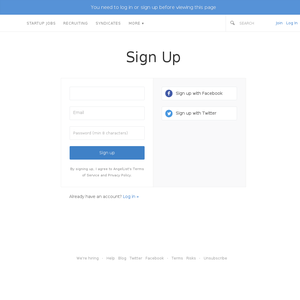 You need to log in or sign up before viewing this page.
STARTUP JOBS RECRUITING SYNDICATES MORE ▾ Search Join Log In
Sign Up
Sign up with Facebook
Email
Sign up with Twitter
Password (min 8 characters)
Sign up
By signing up, I agree to AngelList's Terms
of Service and Privacy Policy.
Already have an account? Log in »
We're hiring · Help Blog Twitter Facebook · Terms Risks · Unsubscribe